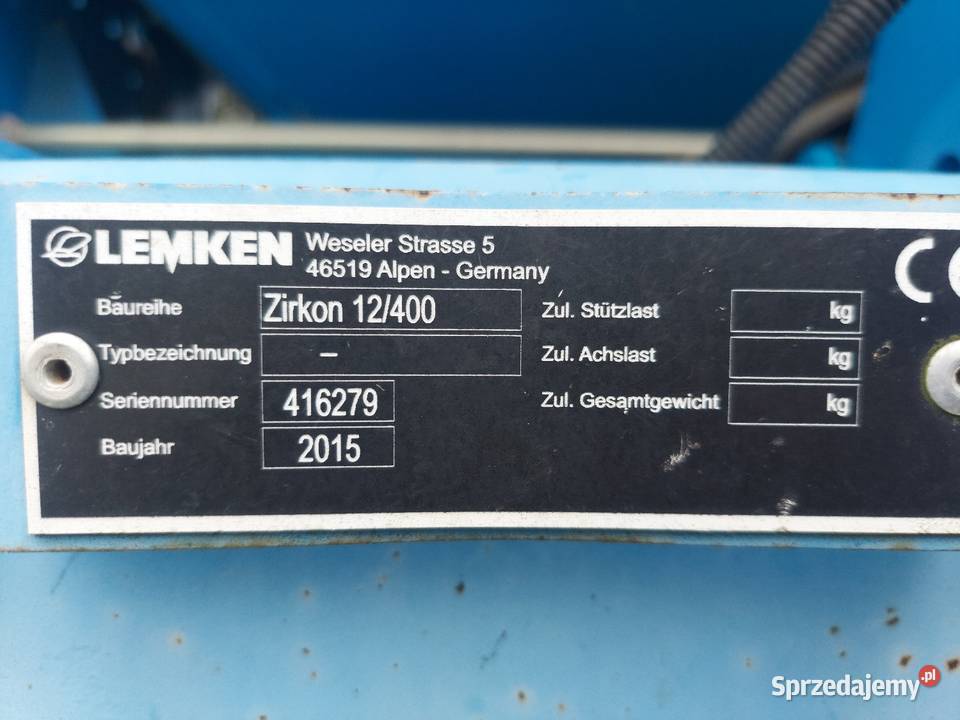 LEMKEN Weseler Strasse 5
46519 Alpen - Germany
Baureihe Zirkon 12/400 Zul. Stützlast kg
Typbezeichnung – Zul. Achslast kg
Seriennummer 416279 Zul. Gesamtgewicht kg
Baujahr 2015
Sprzedajemy.pl